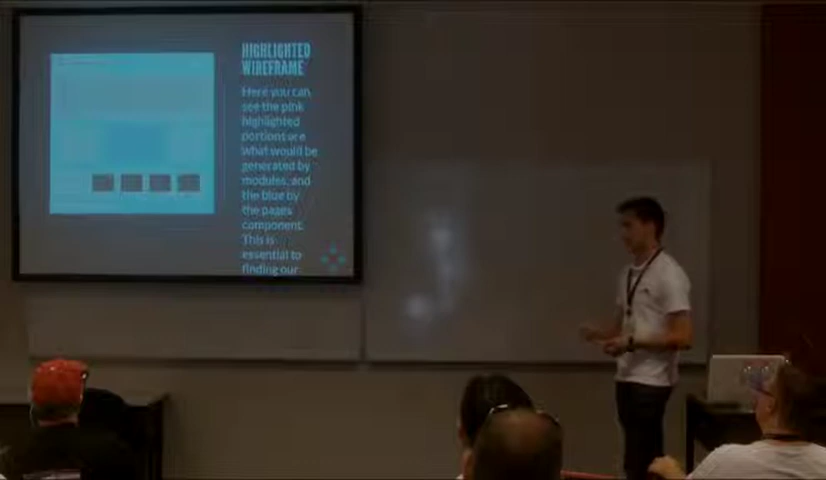 HIGHLIGHTED
WIREFRAME
Here you can
see the pink
highlighted
portions are
what would be
generated by
modules, and
the blue by
the pages
component.
This is
essential to
finding our